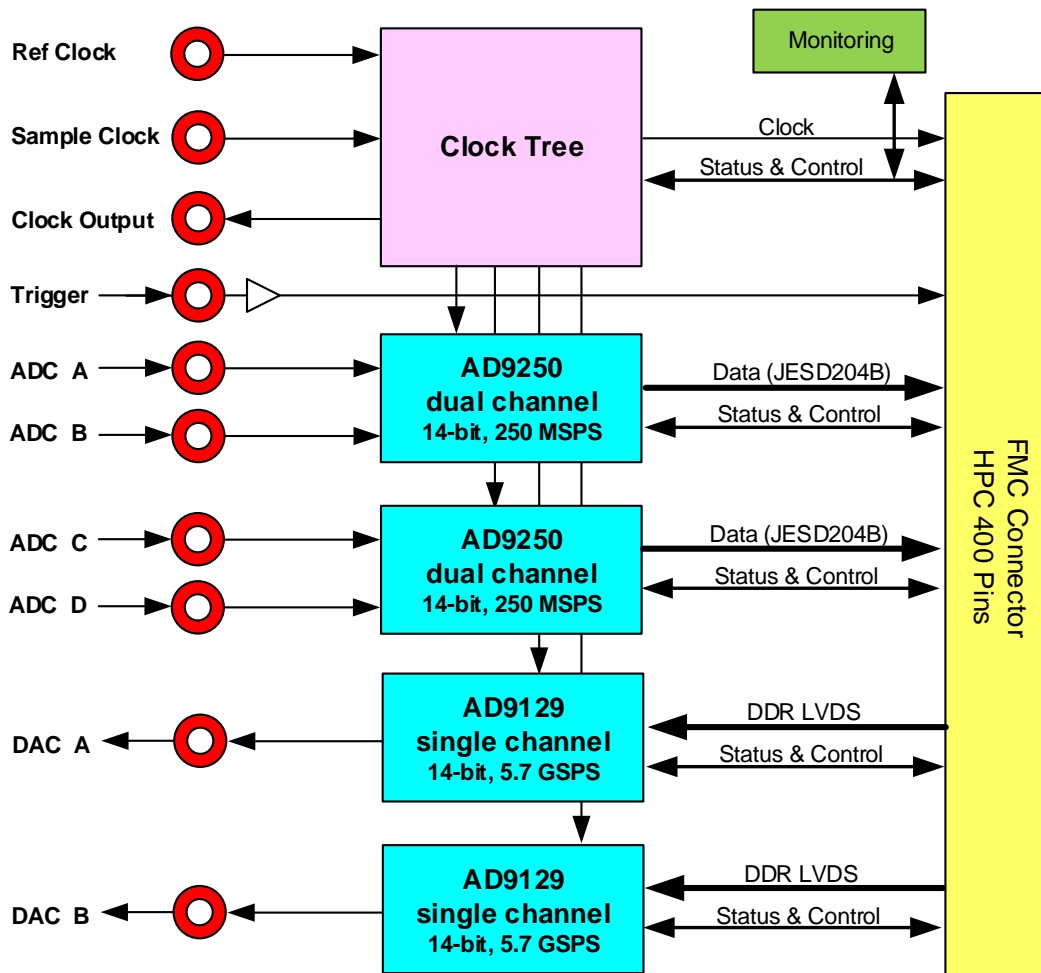 Ref Clock
Monitoring
Sample Clock
Clock Tree
Clock
Status & Control
Clock Output
Trigger
ADC A
AD9250
dual channel
14-bit, 250 MSPS
Data (JESD204B)
Status & Control
ADC B
FMC Connector
HPC 400 Pins
ADC C
AD9250
dual channel
14-bit, 250 MSPS
Data (JESD204B)
Status & Control
ADC D
DAC A
AD9129
single channel
14-bit, 5.7 GSPS
DDR LVDS
Status & Control
DAC B
AD9129
single channel
14-bit, 5.7 GSPS
DDR LVDS
Status & Control